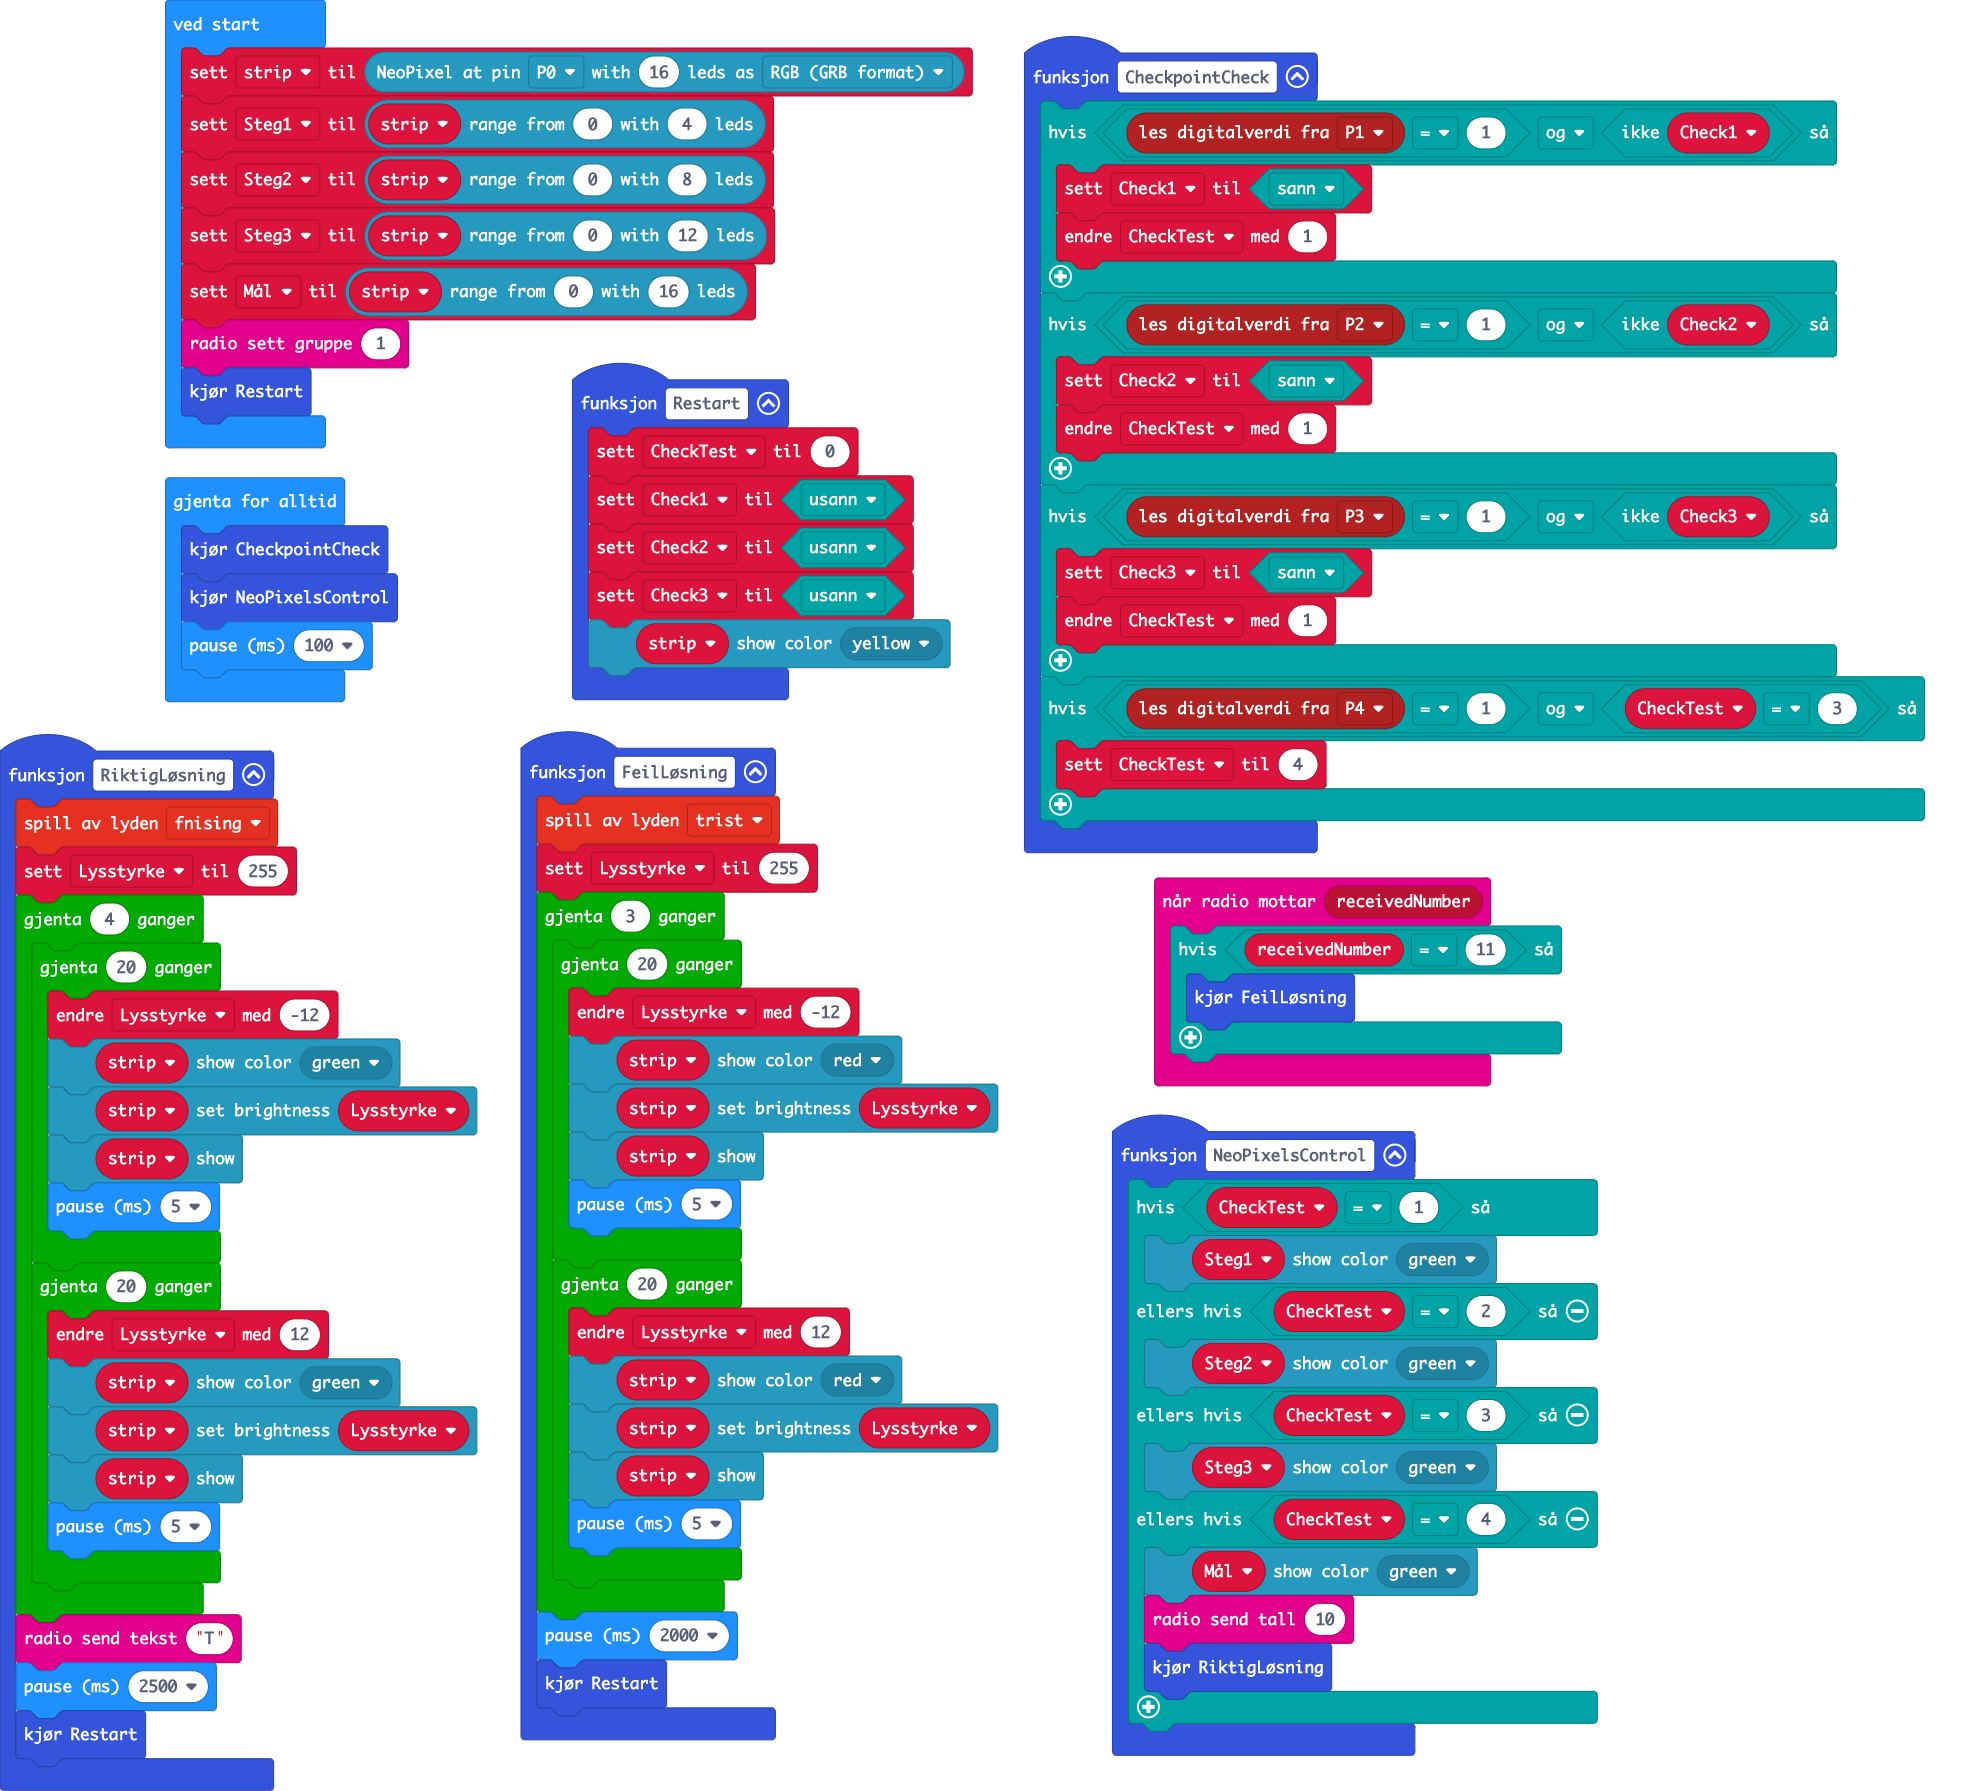 ved start
sett strip til NeoPixel at pin P0 with 16 leds as RGB (GRB format)
sett Steg1 til strip range from 0 with 4 leds
sett Steg2 til strip range from 0 with 8 leds
sett Steg3 til strip range from 0 with 12 leds
sett Mål til strip range from 0 with 16 leds
radio sett gruppe 1
kjør Restart
gjenta for alltid
kjør CheckpointCheck
kjør NeoPixelsControl
pause (ms) 100
funksjon Restart
sett CheckTest til 0
sett Check1 til usann
sett Check2 til usann
sett Check3 til usann
strip show color yellow
funksjon CheckpointCheck
hvis les digitalverdi fra P1 = 1 og ikke Check1 så
sett Check1 til sann
endre CheckTest med 1
hvis les digitalverdi fra P2 = 1 og ikke Check2 så
sett Check2 til sann
endre CheckTest med 1
hvis les digitalverdi fra P3 = 1 og ikke Check3 så
sett Check3 til sann
endre CheckTest med 1
hvis les digitalverdi fra P4 = 1 og CheckTest = 3 så
sett CheckTest til 4
funksjon RiktigLøsning
spill av lyden fnising
sett Lysstyrke til 255
gjenta 4 ganger
gjenta 20 ganger
endre Lysstyrke med -12
strip show color green
strip set brightness Lysstyrke
strip show
pause (ms) 5
gjenta 20 ganger
endre Lysstyrke med 12
strip show color green
strip set brightness Lysstyrke
strip show
pause (ms) 5
radio send tekst "T"
pause (ms) 2500
kjør Restart
funksjon FeilLøsning
spill av lyden trist
sett Lysstyrke til 255
gjenta 3 ganger
gjenta 20 ganger
endre Lysstyrke med -12
strip show color red
strip set brightness Lysstyrke
strip show
pause (ms) 5
gjenta 20 ganger
endre Lysstyrke med 12
strip show color red
strip set brightness Lysstyrke
strip show
pause (ms) 5
pause (ms) 2000
kjør Restart
når radio mottar receivedNumber
hvis receivedNumber = 11 så
kjør FeilLøsning
funksjon NeoPixelsControl
hvis CheckTest = 1 så
Steg1 show color green
ellers hvis CheckTest = 2 så
Steg2 show color green
ellers hvis CheckTest = 3 så
Steg3 show color green
ellers hvis CheckTest = 4 så
Mål show color green
radio send tall 10
kjør RiktigLøsning